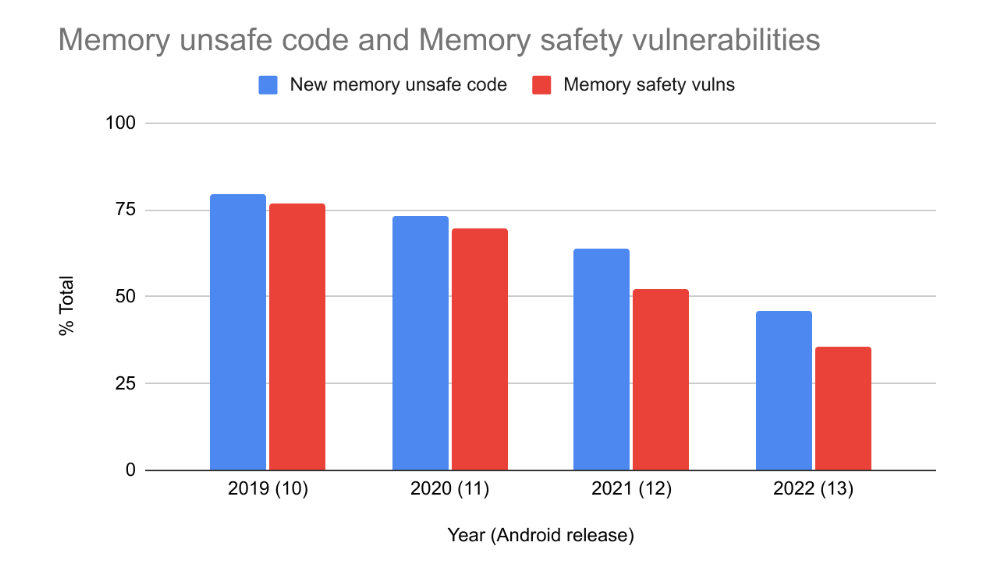 Memory unsafe code and Memory safety vulnerabilities
New memory unsafe code Memory safety vulns
100
75
50
25
0
% Total
2019 (10) 2020 (11) 2021 (12) 2022 (13)
Year (Android release)